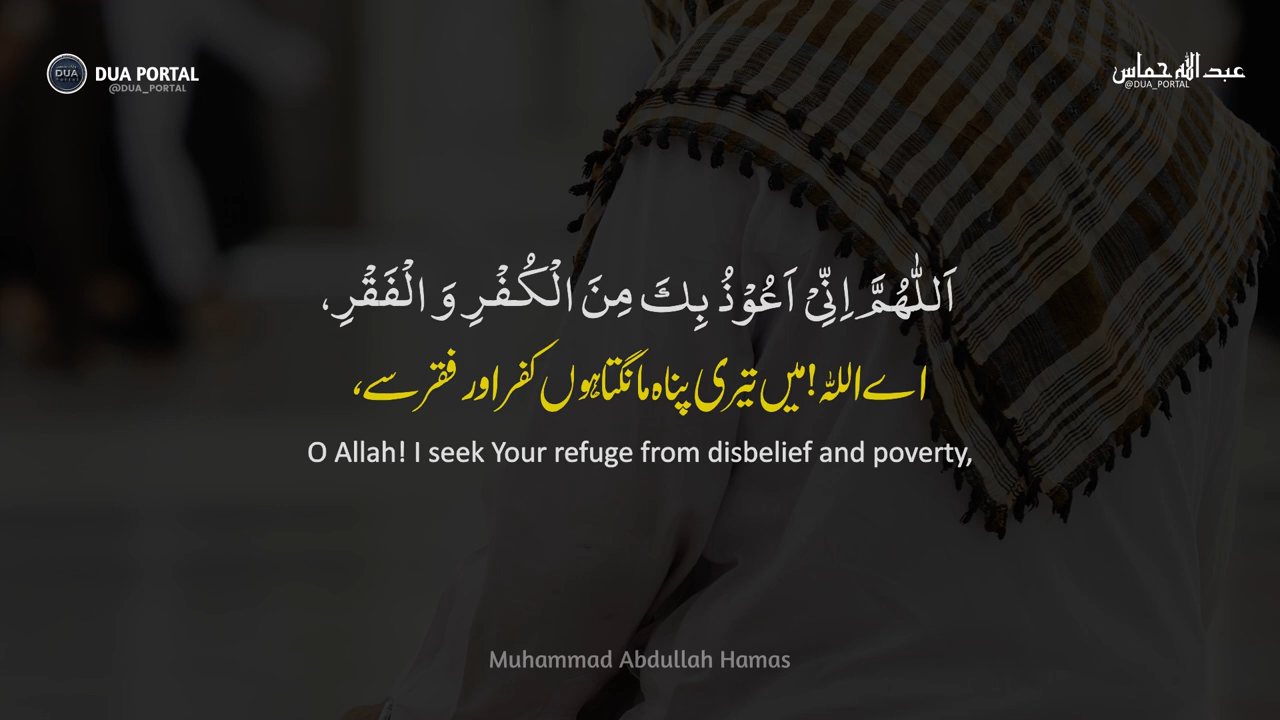 DUA PORTAL
@DUA_PORTAL
عبد الله حماس
@DUA_PORTAL
اَللّٰهُمَّ اِنِّیْ اَعُوْذُ بِكَ مِنَ الْكُفْرِ وَ الْفَقْرِ،
اے اللہ! میں تیری پناہ مانگتا ہوں کفر اور فقر سے،
O Allah! I seek Your refuge from disbelief and poverty,
Muhammad Abdullah Hamas